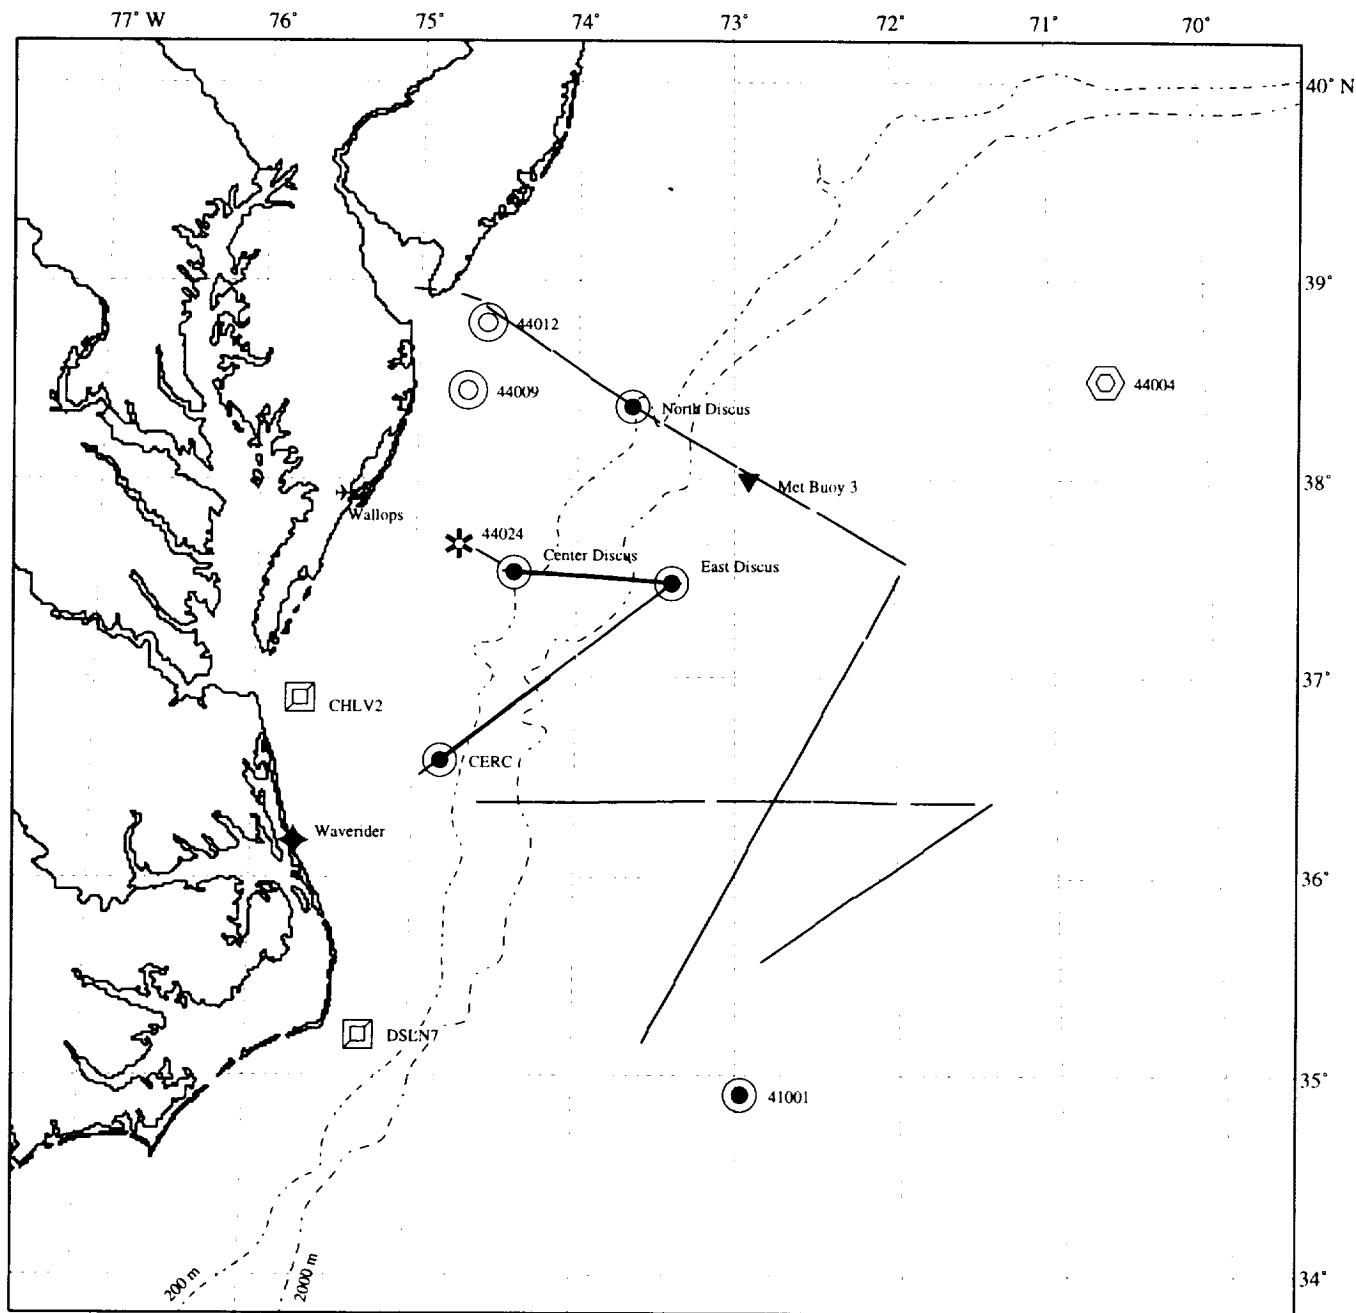 77° W 76° 75° 74° 73° 72° 71° 70°
40° N
39°
44012
44004
44009
North Discus
38°
Met Buoy 3
Wallops
44024
Center Discus
East Discus
37°
CHLV2
CERC
Waverider
36°
DSLN7
35°
41001
34°
200 m
2000 m